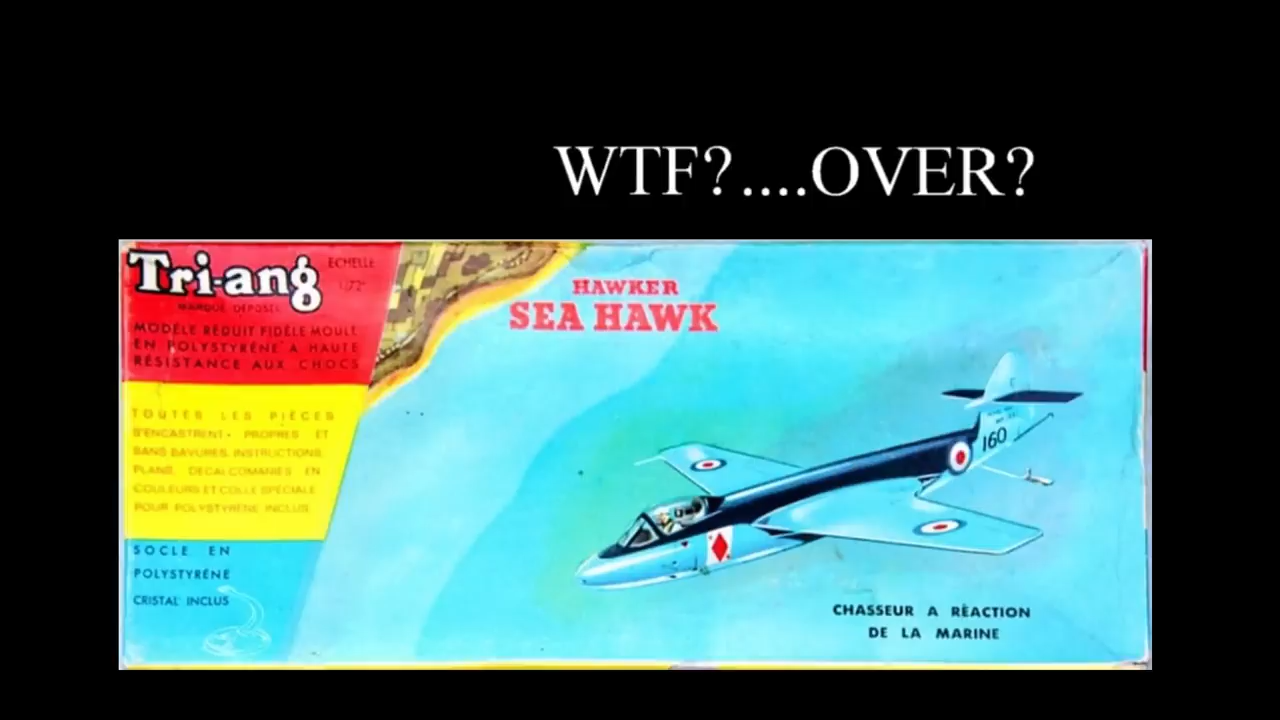 WTF?....OVER?
Tri-ang
ECHELLE
1/72e
MARQUE DÉPOSÉE
MODÈLE RÉDUIT FIDÈLE MOULÉ
EN POLYSTYRÈNE A HAUTE
RÉSISTANCE AUX CHOCS
TOUTES LES PIÈCES
S'ENCASTRENT - PROPRES ET
SANS BAVURES. INSTRUCTIONS,
PLANS, DÉCALCOMANIES EN
COULEURS ET COLLE SPÉCIALE
POUR POLYSTYRÈNE INCLUS
SOCLE EN
POLYSTYRÈNE
CRISTAL INCLUS
HAWKER
SEA HAWK
160
CHASSEUR A RÉACTION
DE LA MARINE